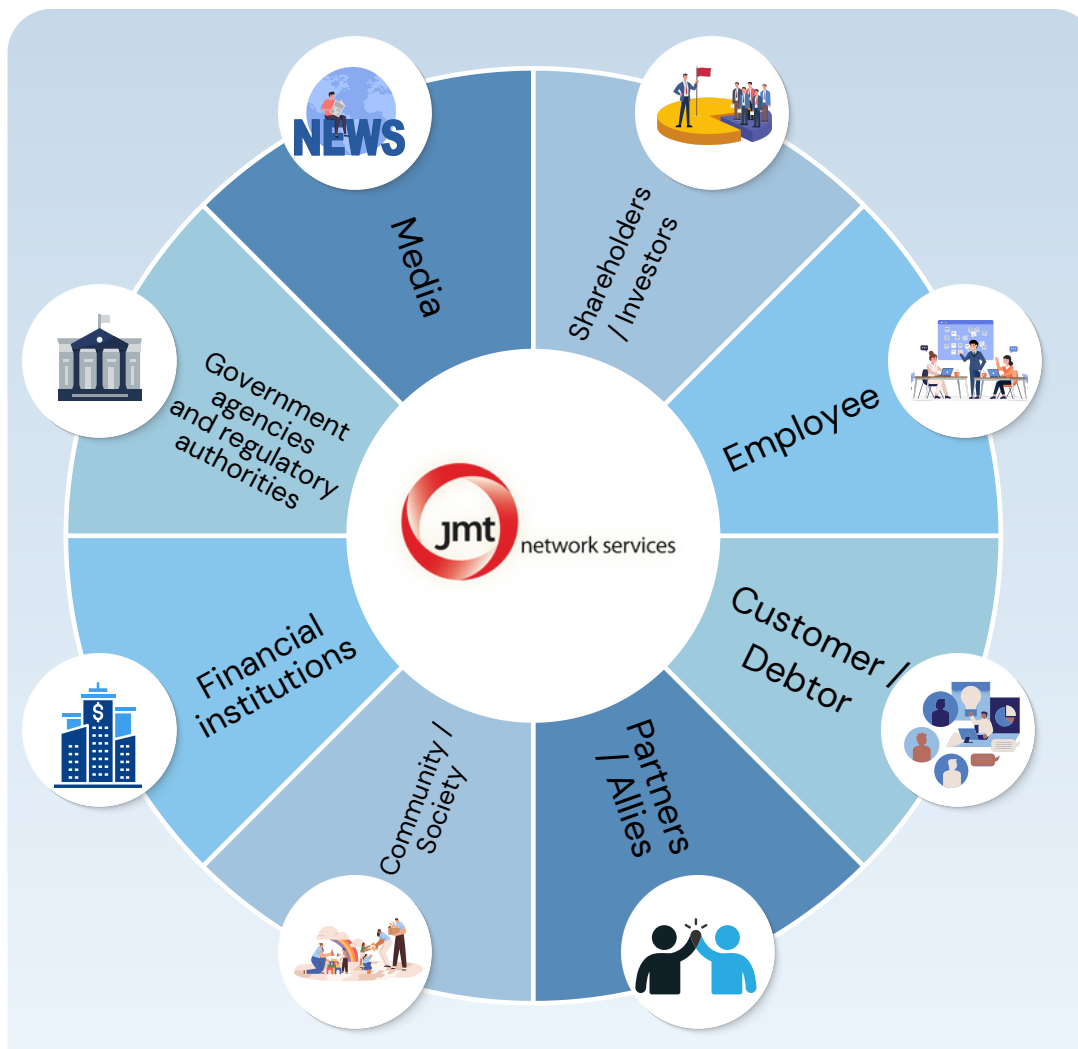 NEWS
Media
Shareholders
/ Investors
Employee
Customer /
Debtor
Partners
/ Allies
Community /
Society
Financial
institutions
$
Government
agencies
and regulatory
authorities
jmt
network services